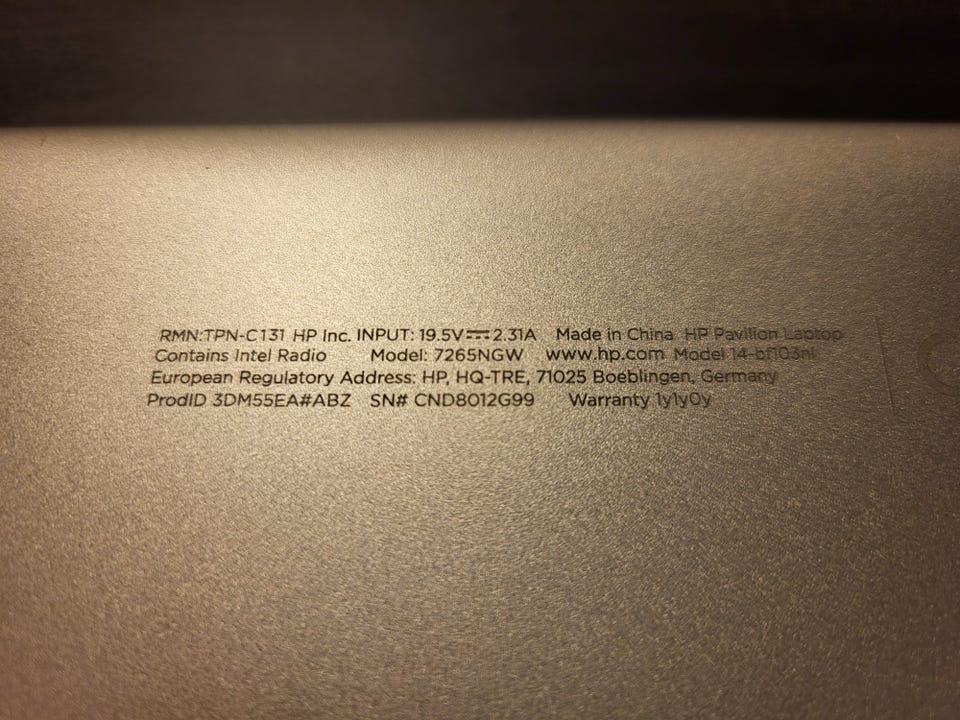 RMN:TPN-C131 HP Inc. INPUT: 19.5V⎓2.31A Made in China HP Pavilion Laptop
Contains Intel Radio Model: 7265NGW www.hp.com Model 14-bf103nl
European Regulatory Address: HP, HQ-TRE, 71025 Boeblingen, Germany
ProdID 3DM55EA#ABZ SN# CND8012G99 Warranty 1y1y0y